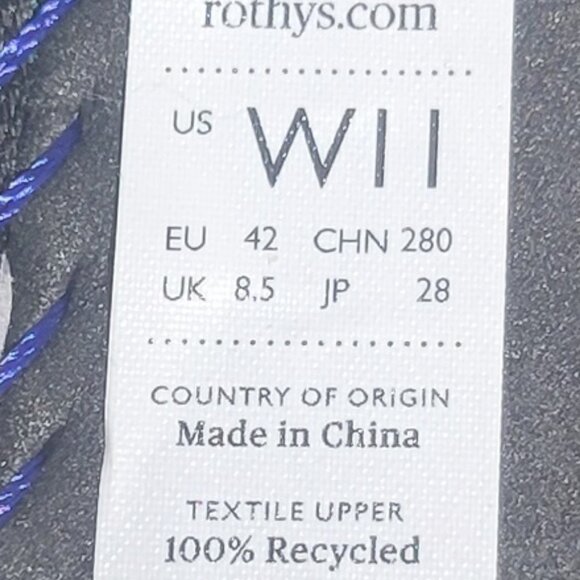 rothys.com
US W11
EU 42 CHN 280
UK 8.5 JP 28
COUNTRY OF ORIGIN
Made in China
TEXTILE UPPER
100% Recycled